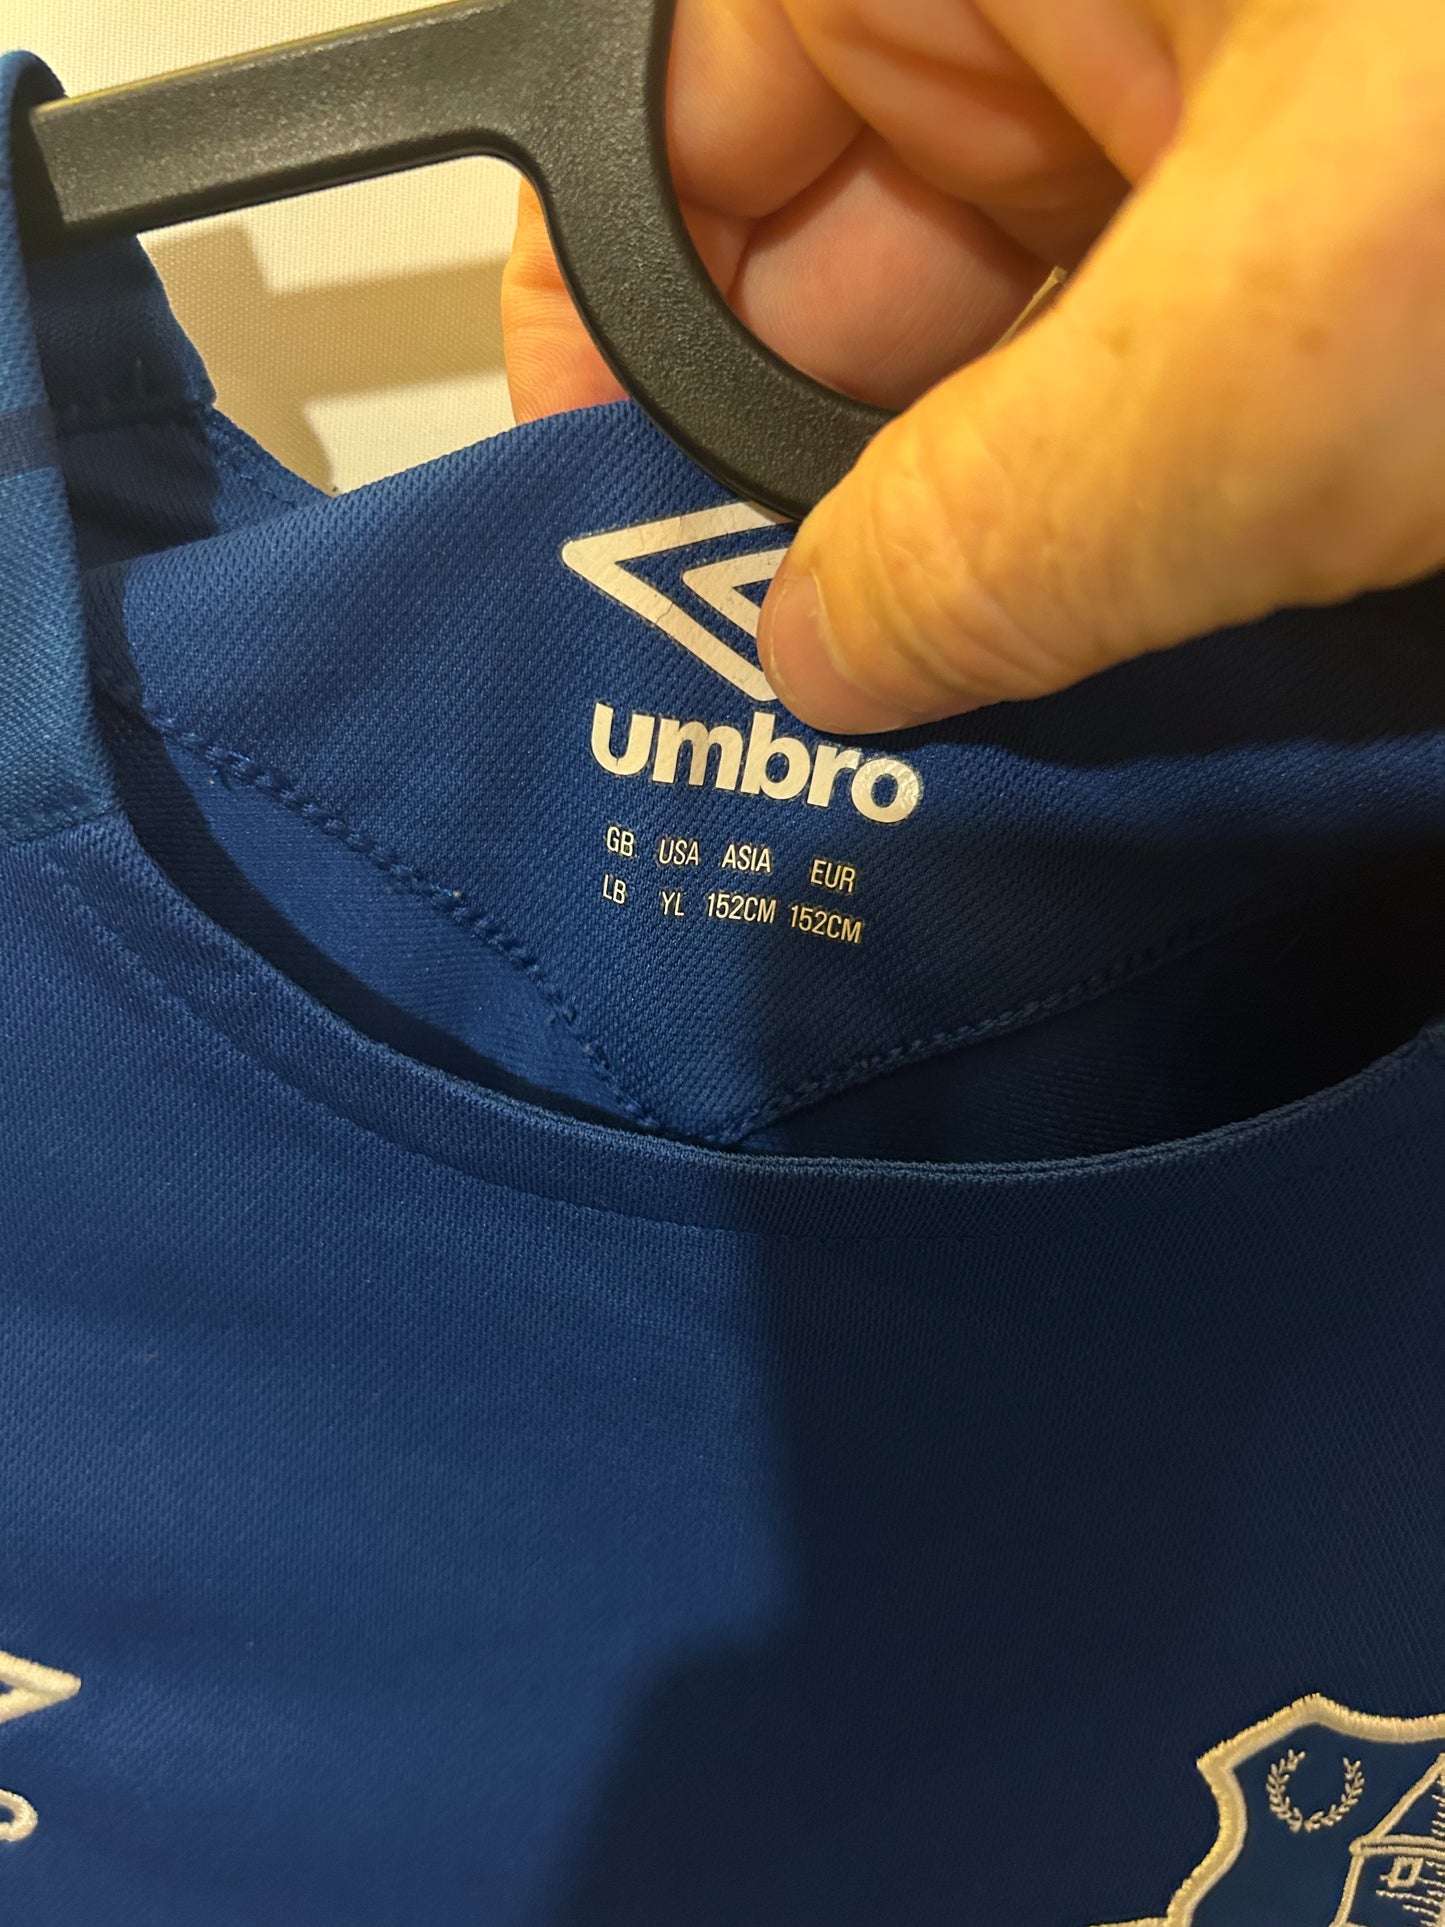 umbro
GB USA ASIA EUR
LB YL 152CM 152CM